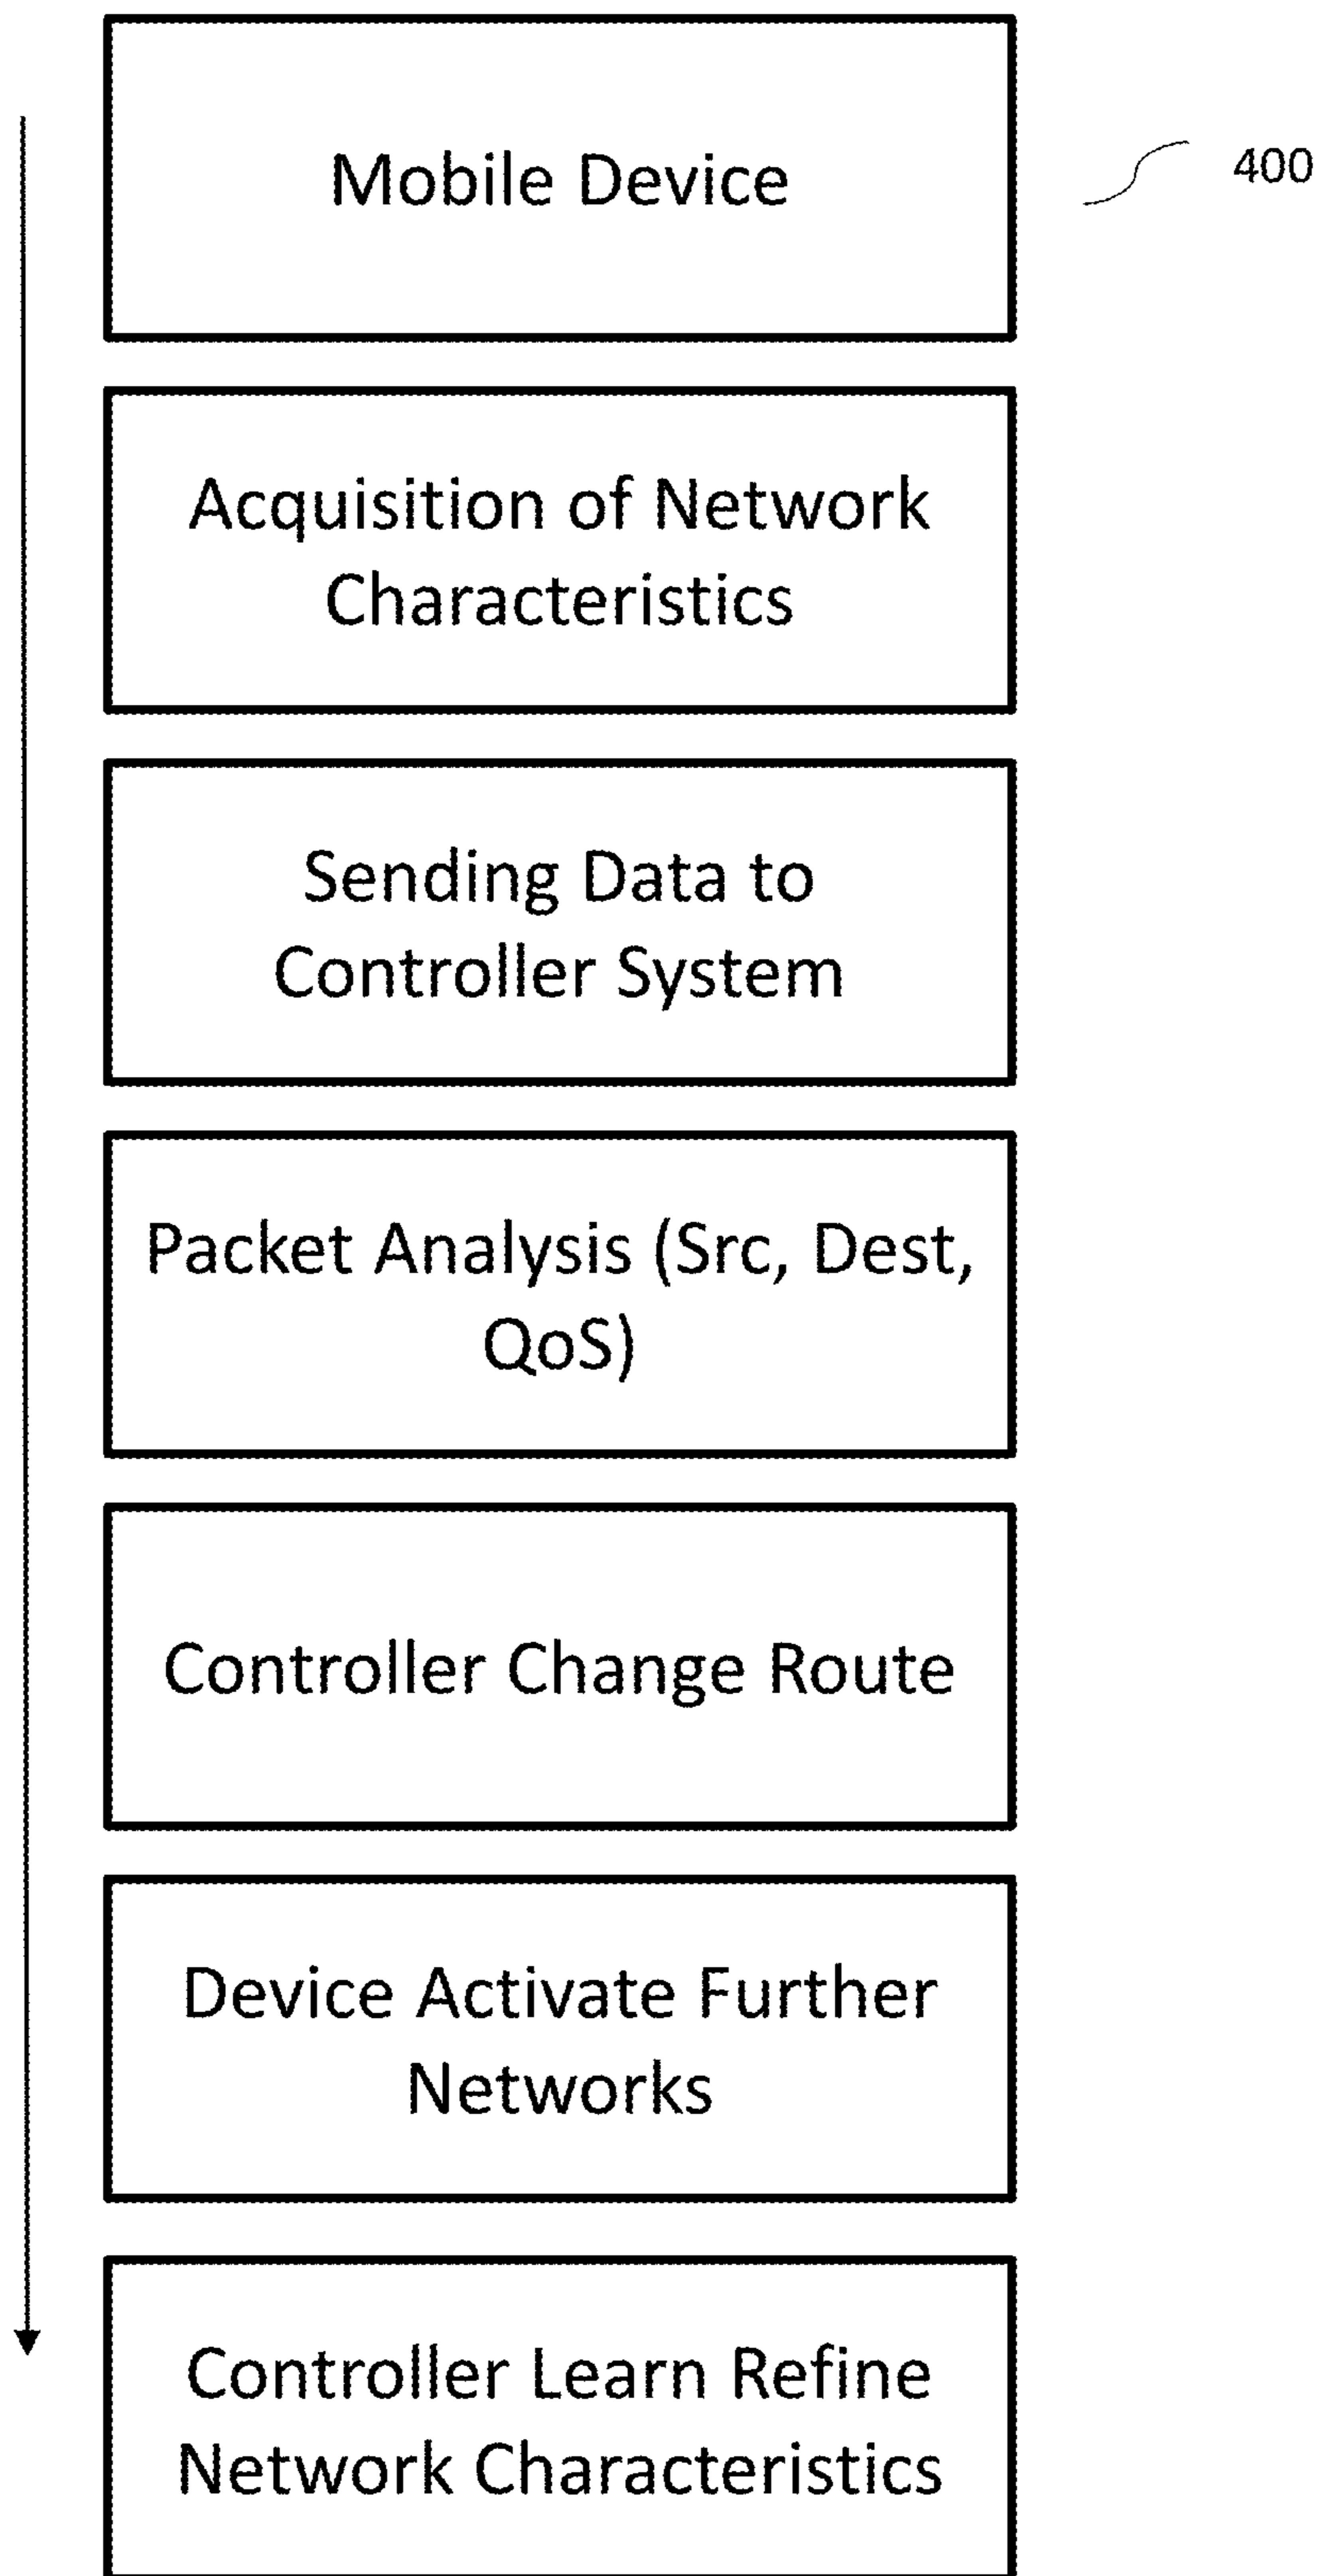 Mobile Device
400
Acquisition of Network
Characteristics
Sending Data to
Controller System
Packet Analysis (Src, Dest,
QoS)
Controller Change Route
Device Activate Further
Networks
Controller Learn Refine
Network Characteristics